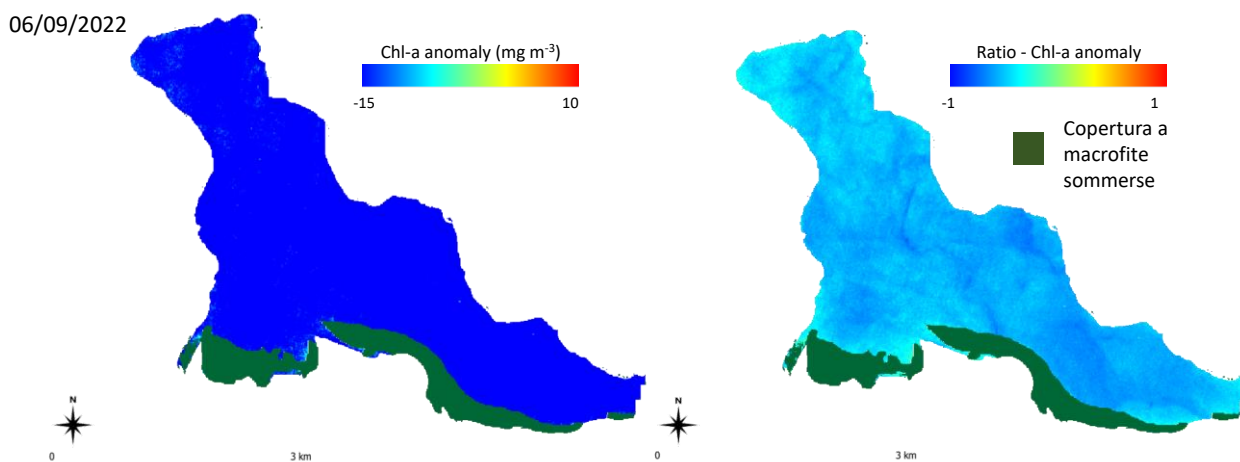 06/09/2022
Chl-a anomaly (mg m⁻³)
-15 10
Ratio - Chl-a anomaly
-1 1
Copertura a
macrofite
sommerse
N
0 3 km
N
0 3 km